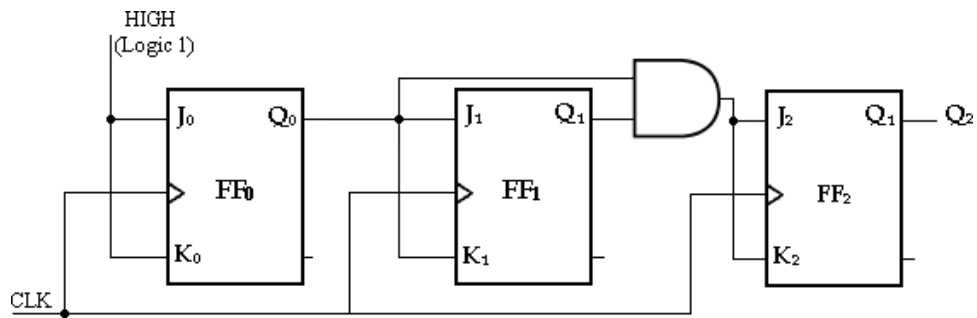 HIGH
(Logic 1)
J₀ Q₀
J₁ Q₁
J₂ Q₁ Q₂
FF₀
FF₁
FF₂
K₀
K₁
K₂
CLK